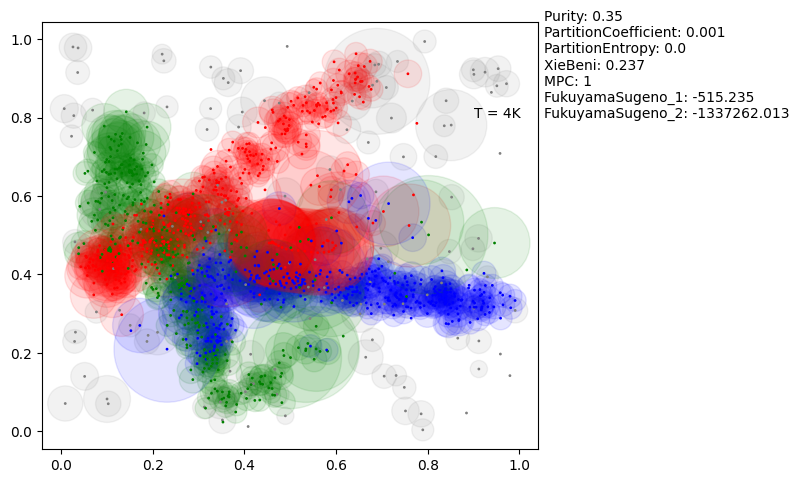 Purity: 0.35
PartitionCoefficient: 0.001
PartitionEntropy: 0.0
XieBeni: 0.237
MPC: 1
FukuyamaSugeno_1: -515.235
FukuyamaSugeno_2: -1337262.013
T = 4K
1.0
0.8
0.6
0.4
0.2
0.0
0.0 0.2 0.4 0.6 0.8 1.0